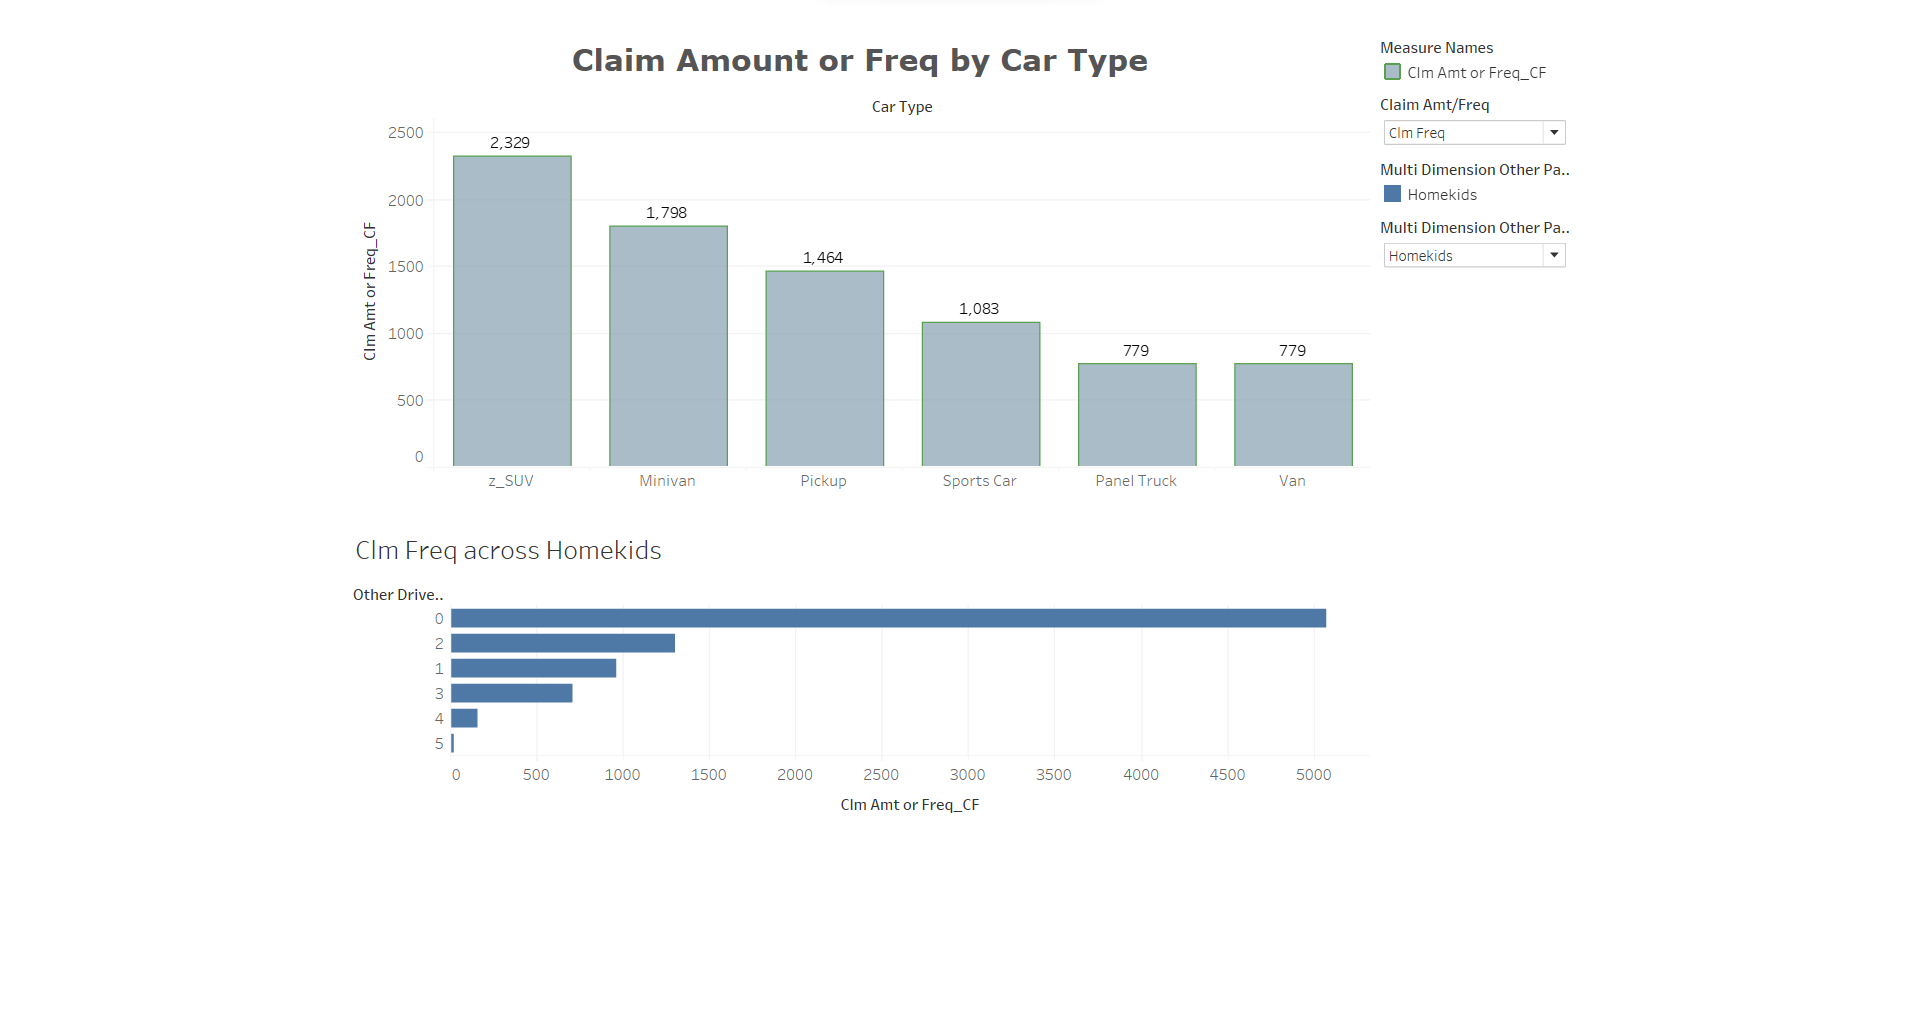 Claim Amount or Freq by Car Type
Car Type
Clm Amt or Freq_CF
2500
2000
1500
1000
500
0
2,329
1,798
1,464
1,083
779
779
z_SUV
Minivan
Pickup
Sports Car
Panel Truck
Van
Measure Names
Clm Amt or Freq_CF
Claim Amt/Freq
Clm Freq
Multi Dimension Other Pa..
Homekids
Multi Dimension Other Pa..
Homekids
Clm Freq across Homekids
Other Drive..
0
2
1
3
4
5
0
500
1000
1500
2000
2500
3000
3500
4000
4500
5000
Clm Amt or Freq_CF